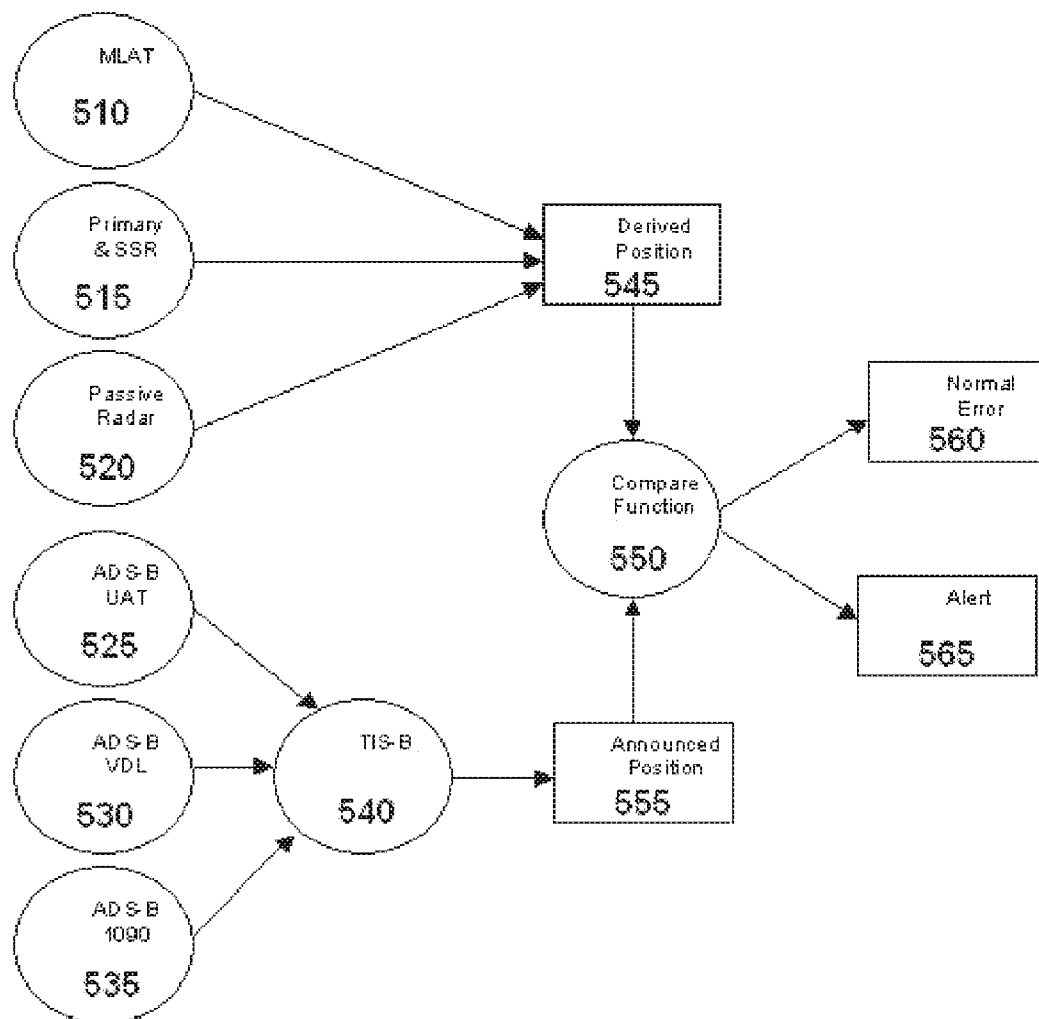 MLAT
510
Primary
& SSR
515
Passive
Radar
520
ADS-B
UAT
525
ADS-B
VDL
530
ADS-B
1090
535
TIS-B
540
Derived
Position
545
Compare
Function
550
Announced
Position
555
Normal
Error
560
Alert
565